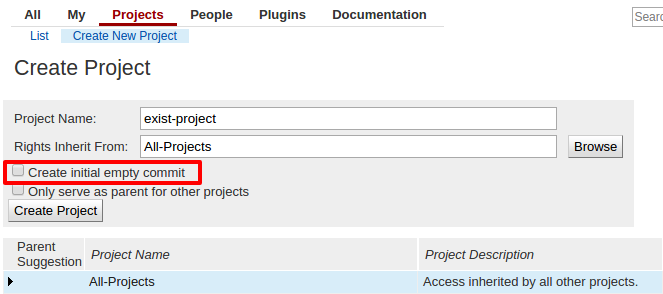 All My Projects People Plugins Documentation
List Create New Project
Create Project
Project Name: exist-project
Rights Inherit From: All-Projects Browse
Create initial empty commit
Only serve as parent for other projects
Create Project
Parent Suggestion Project Name Project Description
All-Projects Access inherited by all other projects.